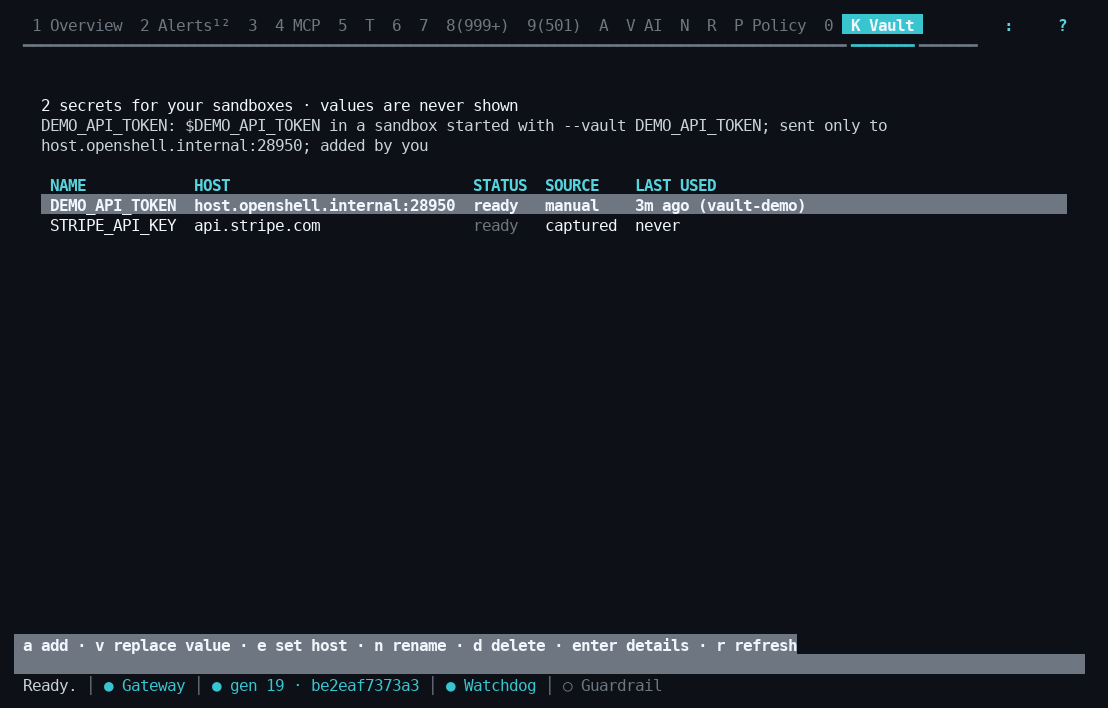 1 Overview  2 Alerts¹²  3  4 MCP  5  T  6  7  8(999+)  9(501)  A  V AI  N  R  P Policy  0  K Vault  :  ?
2 secrets for your sandboxes · values are never shown
DEMO_API_TOKEN: $DEMO_API_TOKEN in a sandbox started with --vault DEMO_API_TOKEN; sent only to
host.openshell.internal:28950; added by you
NAME  HOST  STATUS  SOURCE  LAST USED
DEMO_API_TOKEN  host.openshell.internal:28950  ready  manual  3m ago (vault-demo)
STRIPE_API_KEY  api.stripe.com  ready  captured  never
a add · v replace value · e set host · n rename · d delete · enter details · r refresh
Ready. │ ● Gateway │ ● gen 19 · be2eaf7373a3 │ ● Watchdog │ ○ Guardrail